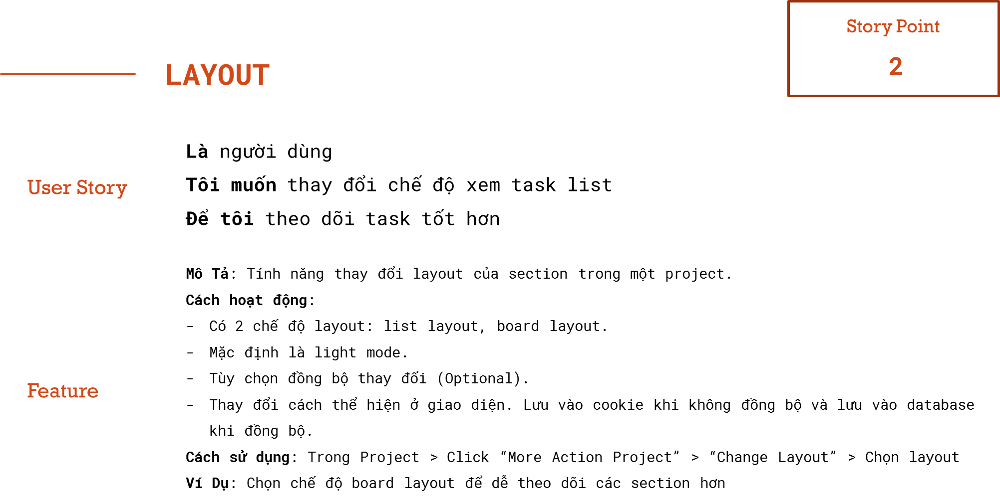 Story Point
2
LAYOUT
User Story
Là người dùng
Tôi muốn thay đổi chế độ xem task list
Để tôi theo dõi task tốt hơn
Feature
Mô Tả: Tính năng thay đổi layout của section trong một project.
Cách hoạt động:
- Có 2 chế độ layout: list layout, board layout.
- Mặc định là light mode.
- Tùy chọn đồng bộ thay đổi (Optional).
- Thay đổi cách thể hiện ở giao diện. Lưu vào cookie khi không đồng bộ và lưu vào database
khi đồng bộ.
Cách sử dụng: Trong Project > Click “More Action Project” > “Change Layout” > Chọn layout
Ví Dụ: Chọn chế độ board layout để dễ theo dõi các section hơn